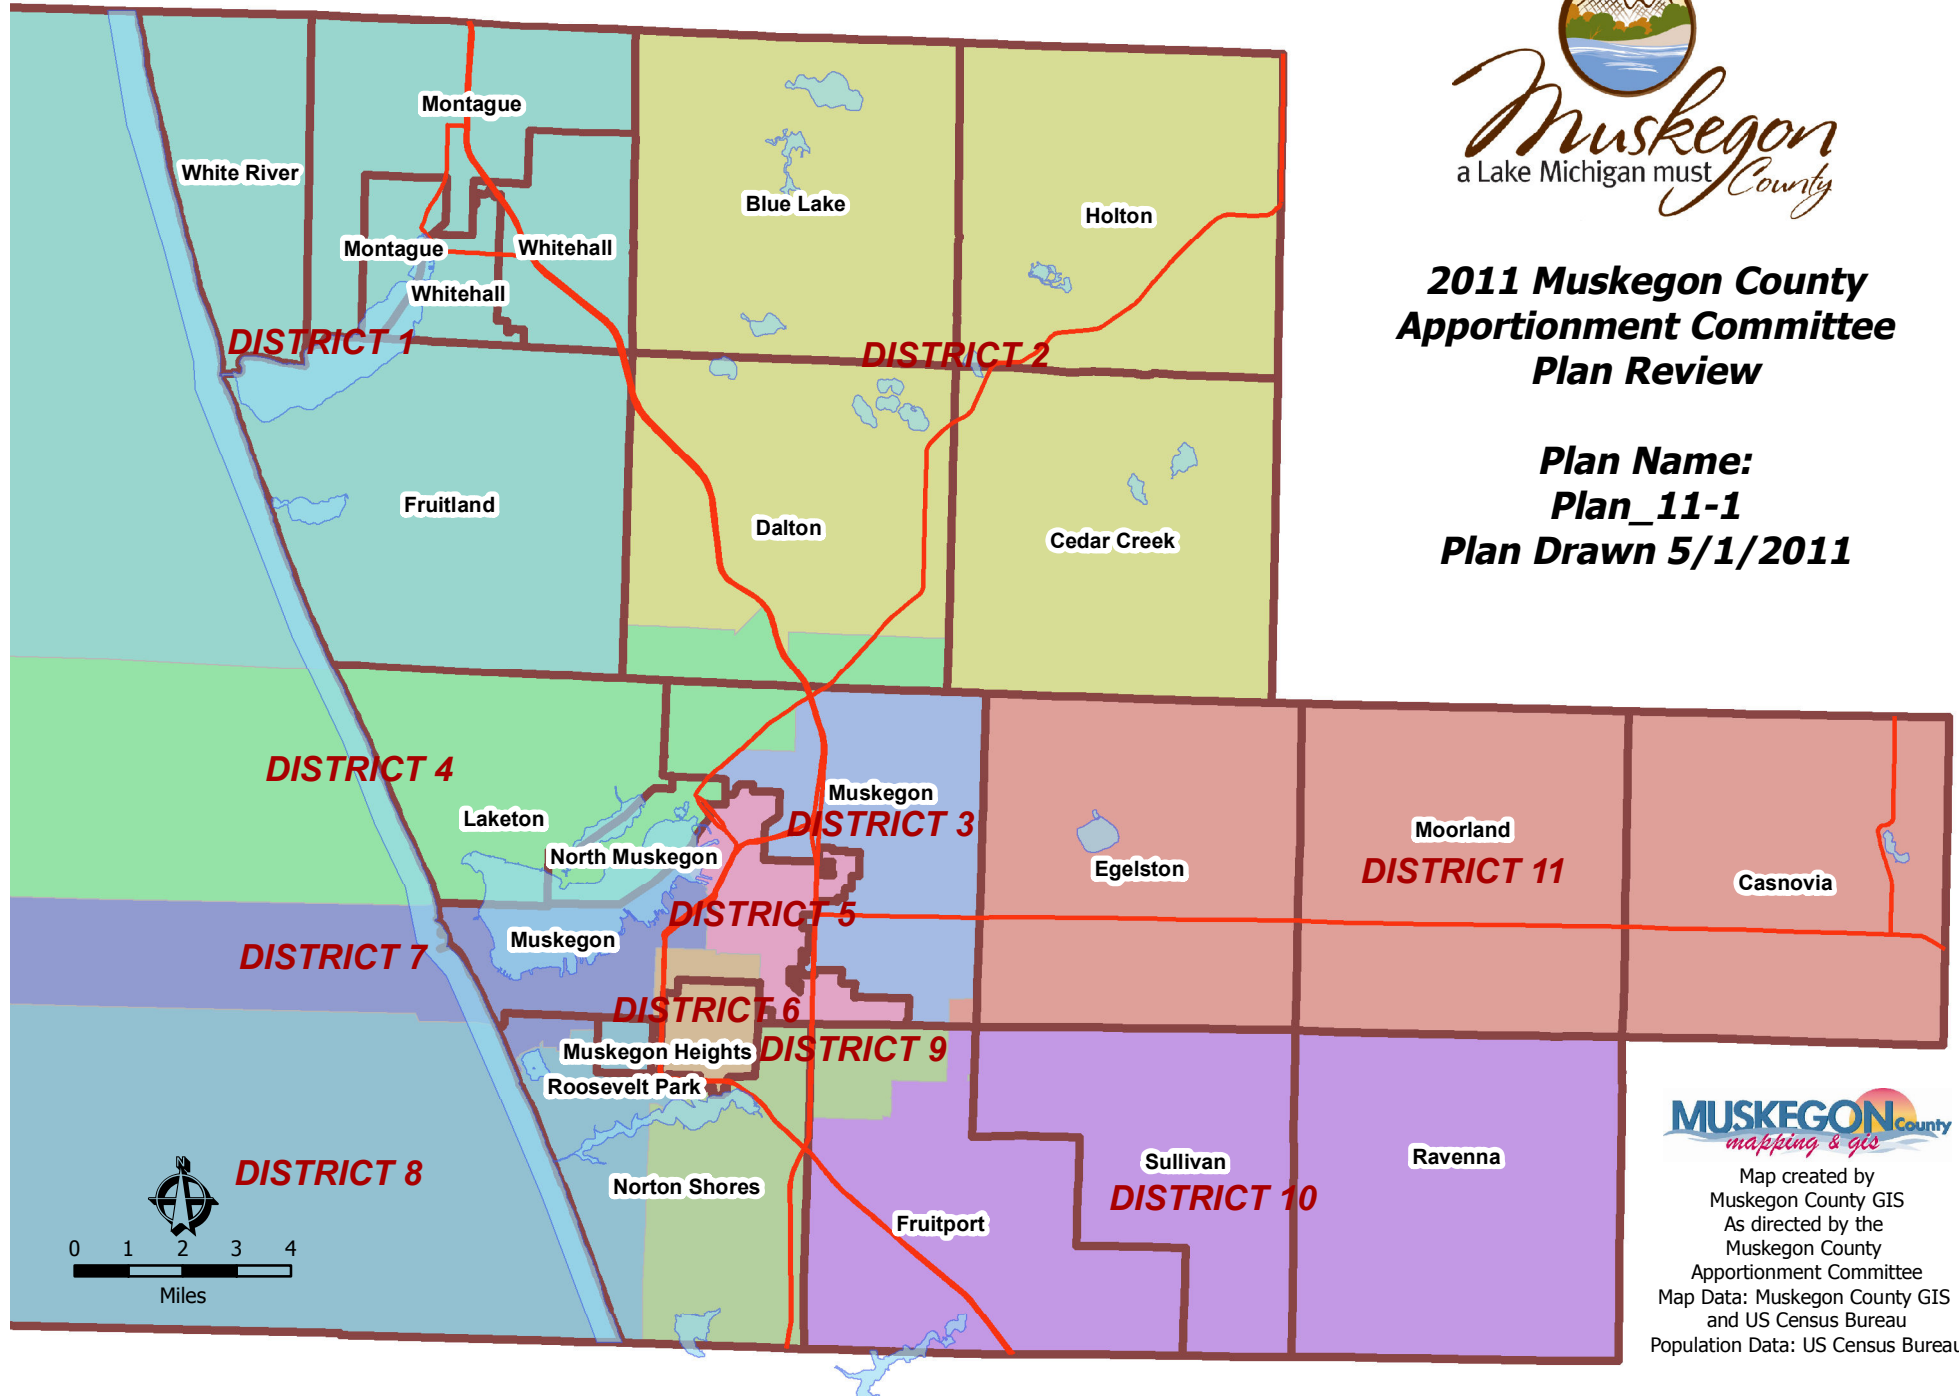 Muskegon
a Lake Michigan must
County
2011 Muskegon County
Apportionment Committee
Plan Review
Plan Name:
Plan_11-1
Plan Drawn 5/1/2011
Montague
White River
Blue Lake
Holton
Montague
Whitehall
Whitehall
DISTRICT 1
DISTRICT 2
Fruitland
Dalton
Cedar Creek
DISTRICT 4
Laketon
Muskegon
DISTRICT 3
North Muskegon
Egelston
Moorland
DISTRICT 11
Casnovia
DISTRICT 5
Muskegon
DISTRICT 7
DISTRICT 6
Muskegon Heights
DISTRICT 9
Roosevelt Park
DISTRICT 8
Norton Shores
Fruitport
Sullivan
DISTRICT 10
Ravenna
N
0 1 2 3 4
Miles
MUSKEGON County
mapping & gis
Map created by
Muskegon County GIS
As directed by the
Muskegon County
Apportionment Committee
Map Data: Muskegon County GIS
and US Census Bureau
Population Data: US Census Bureau